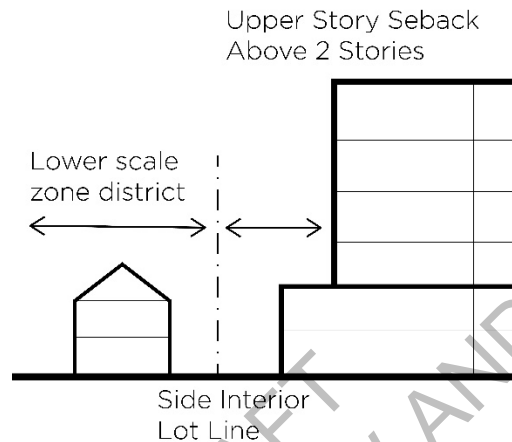 Upper Story Seback
Above 2 Stories
Lower scale
zone district
Side Interior
Lot Line